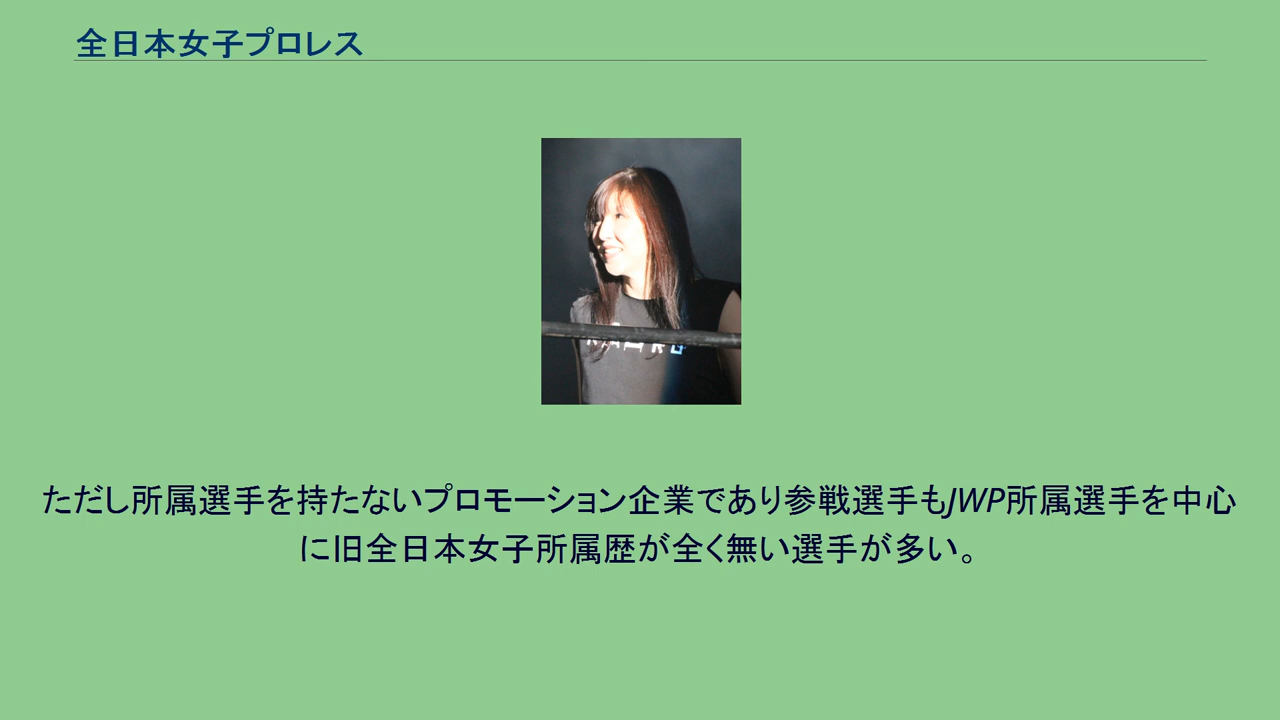 全日本女子プロレス
ただし所属選手を持たないプロモーション企業であり参戦選手もJWP所属選手を中心
に旧全日本女子所属歴が全く無い選手が多い。